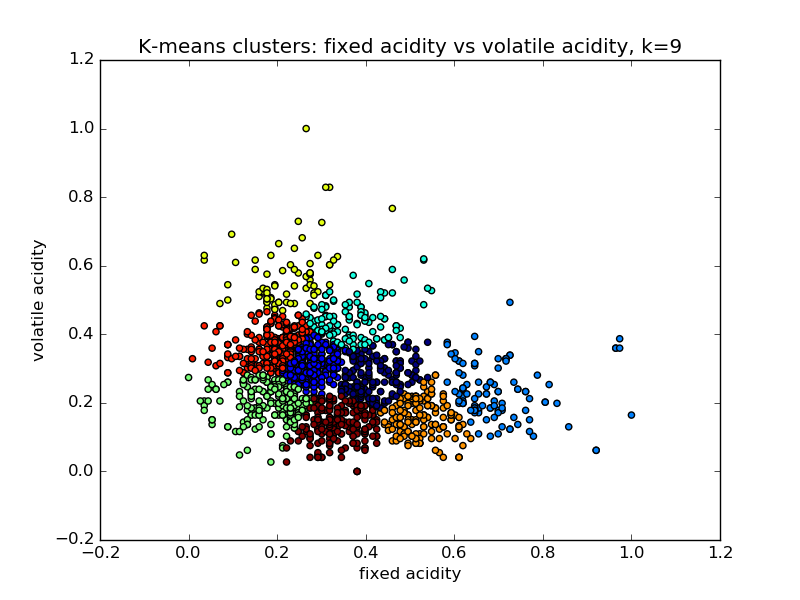 K-means clusters: fixed acidity vs volatile acidity, k=9
1.2
1.0
0.8
0.6
0.4
0.2
0.0
−0.2
volatile acidity
−0.2 0.0 0.2 0.4 0.6 0.8 1.0 1.2
fixed acidity